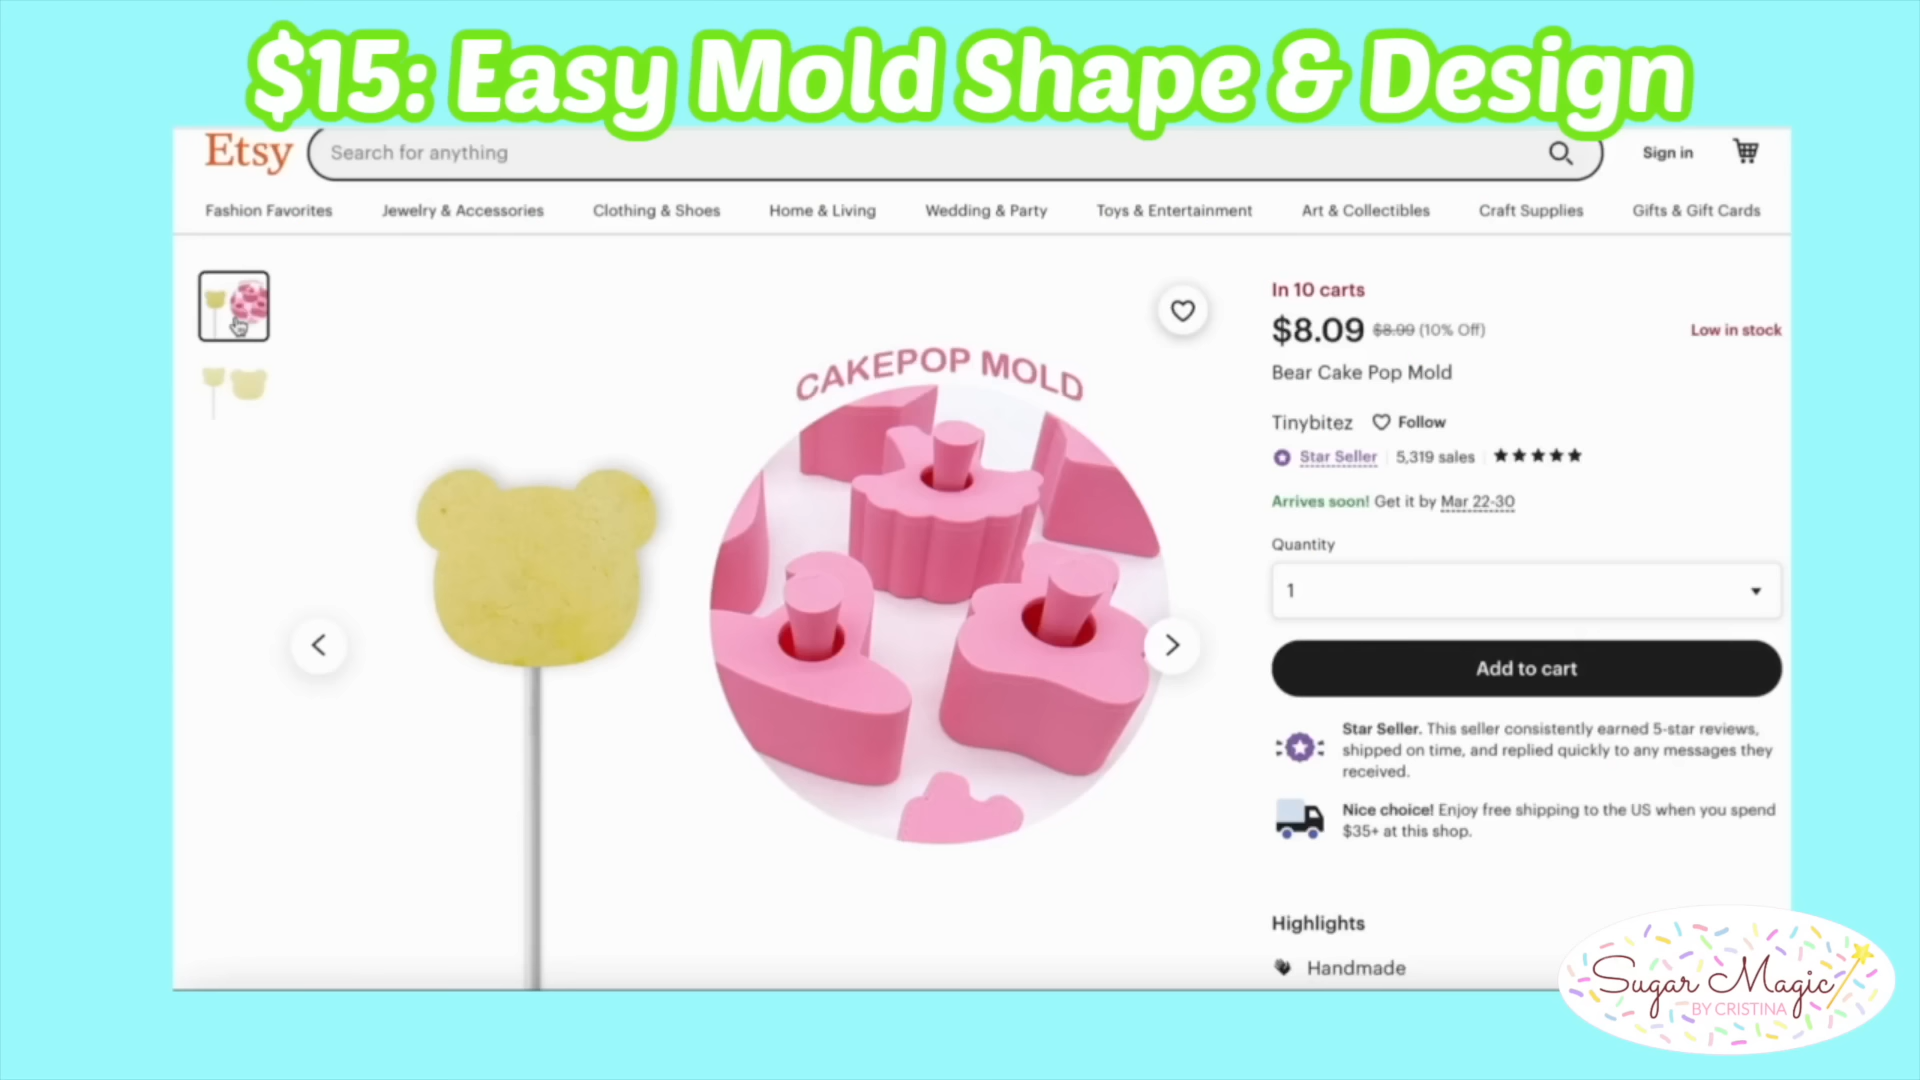 $15: Easy Mold Shape & Design
Etsy
Search for anything
Sign in
Fashion Favorites
Jewelry & Accessories
Clothing & Shoes
Home & Living
Wedding & Party
Toys & Entertainment
Art & Collectibles
Craft Supplies
Gifts & Gift Cards
CAKEPOP MOLD
In 10 carts
$8.09 $8.99 (10% Off)
Low in stock
Bear Cake Pop Mold
Tinybitez Follow
Star Seller 5,319 sales
Arrives soon! Get it by Mar 22-30
Quantity
1
Add to cart
Star Seller. This seller consistently earned 5-star reviews,
shipped on time, and replied quickly to any messages they
received.
Nice choice! Enjoy free shipping to the US when you spend
$35+ at this shop.
Highlights
Handmade
Sugar Magic
BY CRISTINA